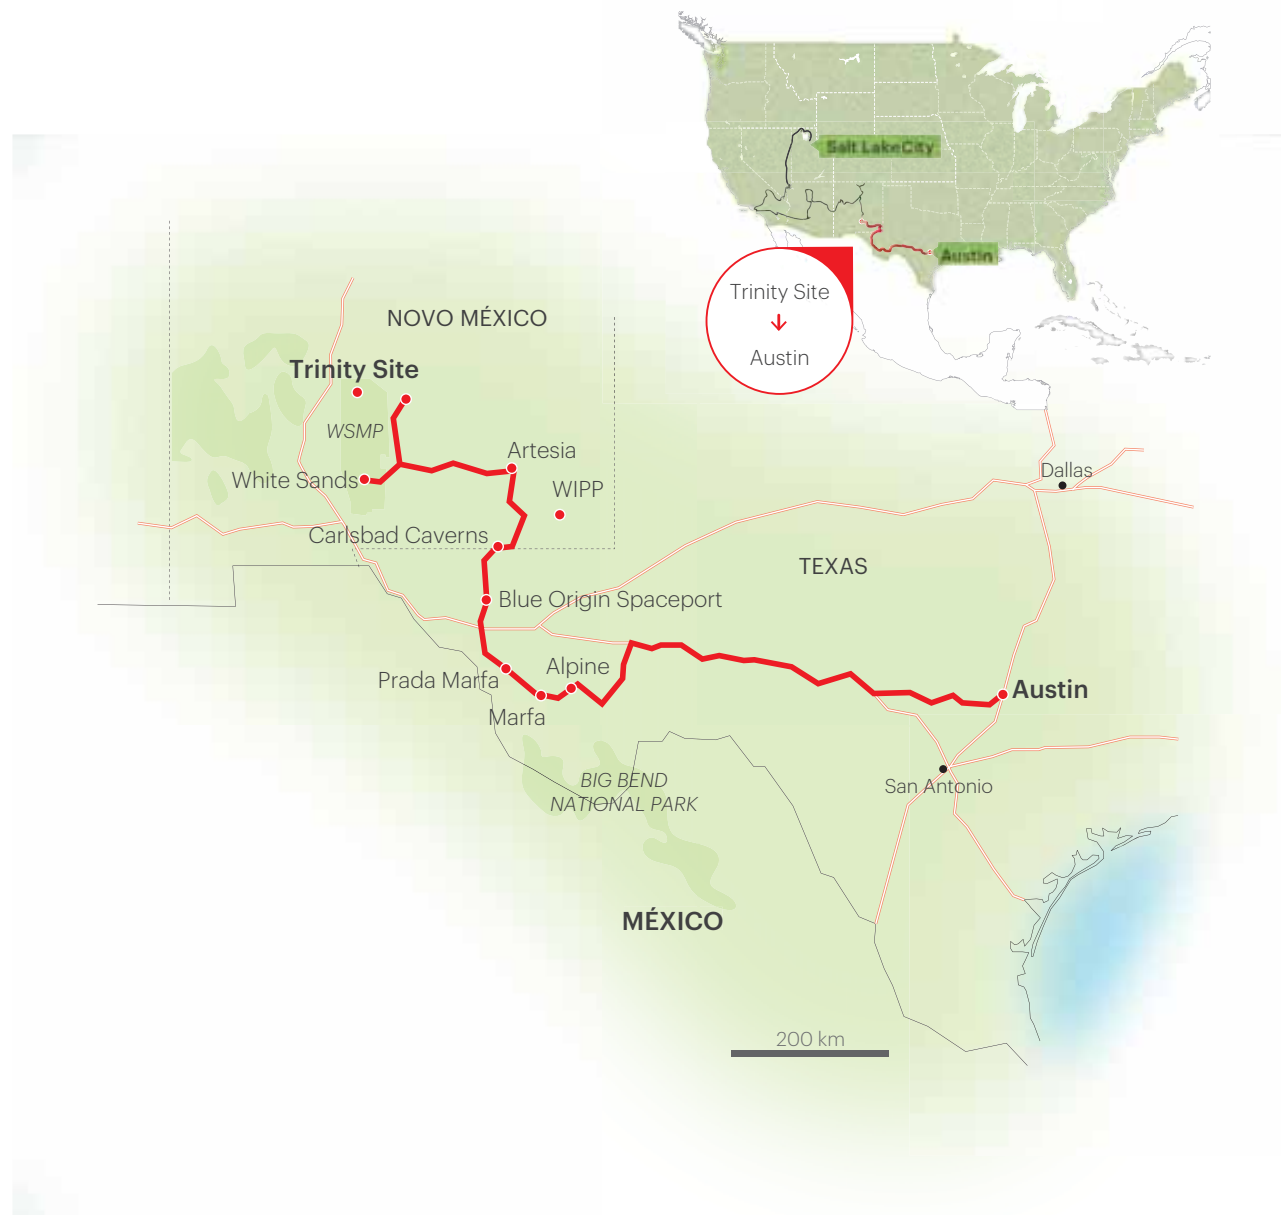 Salt Lake City
Austin
Trinity Site
Austin
NOVO MÉXICO
Trinity Site
WSMP
Artesia
White Sands
WIPP
Carlsbad Caverns
Dallas
TEXAS
Blue Origin Spaceport
Alpine
Prada Marfa
Austin
Marfa
BIG BEND
NATIONAL PARK
San Antonio
MÉXICO
200 km